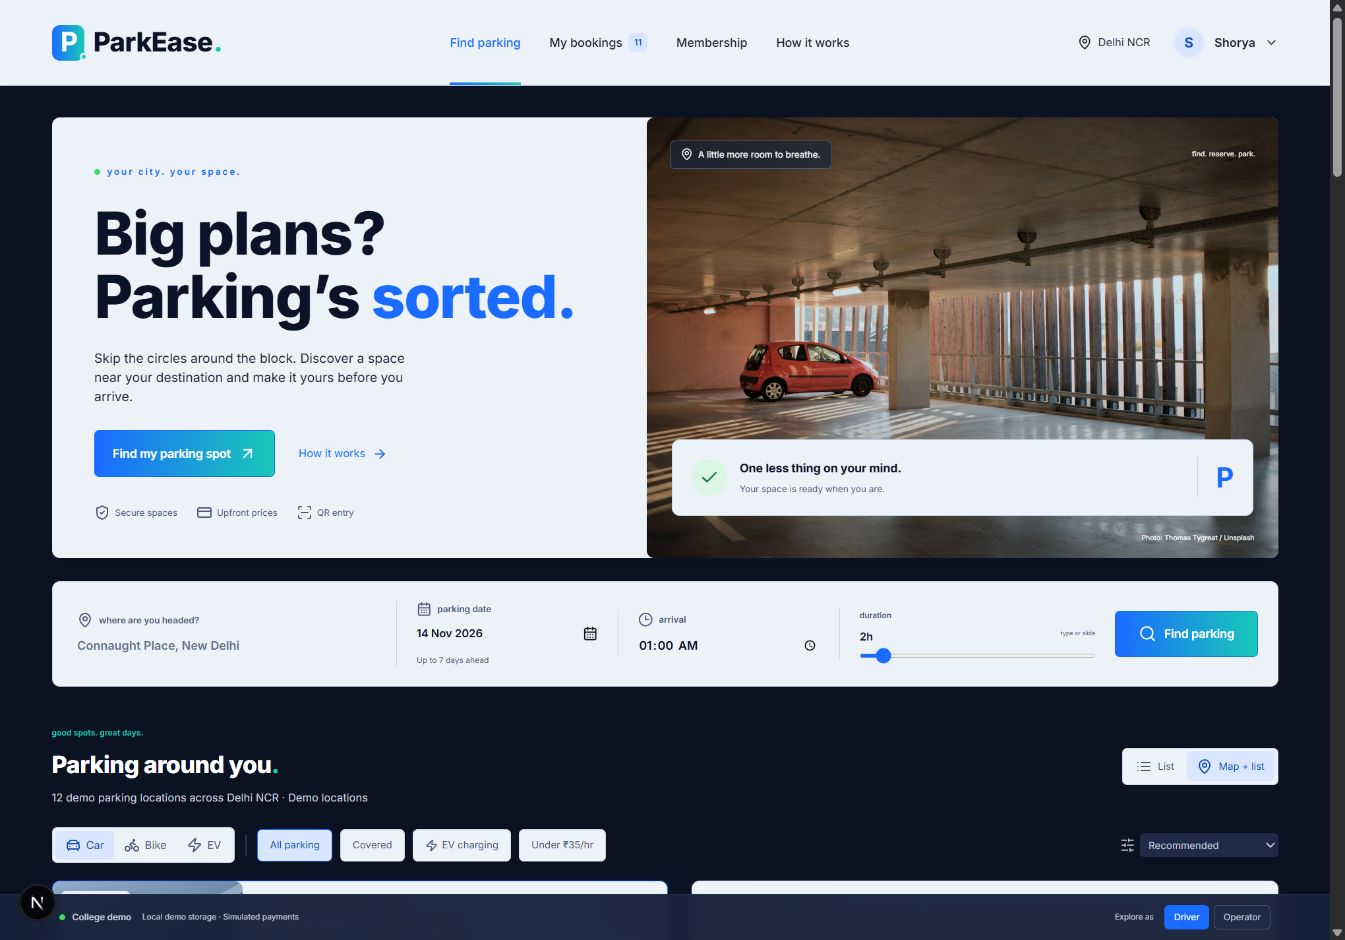 P ParkEase.
Find parking
My bookings 11
Membership
How it works
Delhi NCR
S Shorya
your city. your space.
Big plans?
Parking's sorted.
Skip the circles around the block. Discover a space
near your destination and make it yours before you
arrive.
Find my parking spot
How it works
Secure spaces
Upfront prices
QR entry
A little more room to breathe.
find. reserve. park.
One less thing on your mind.
Your space is ready when you are.
P
Photo: Thomas Tygreat / Unsplash
where are you headed?
Connaught Place, New Delhi
parking date
14 Nov 2026
Up to 7 days ahead
arrival
01:00 AM
duration
2h
type or slide
Find parking
good spots. great days.
Parking around you.
12 demo parking locations across Delhi NCR · Demo locations
List
Map + list
Car
Bike
EV
All parking
Covered
EV charging
Under ₹35/hr
Recommended
N
College demo
Local demo storage · Simulated payments
Explore as
Driver
Operator